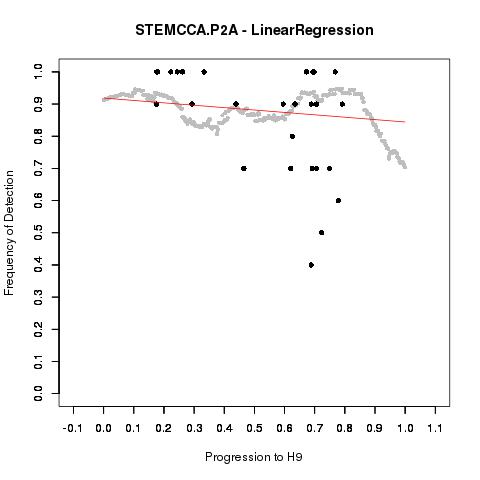 STEMCCA.P2A - LinearRegression
1.0
0.9
0.8
0.7
0.6
0.5
0.4
0.3
0.2
0.1
0.0
Frequency of Detection
-0.1 0.0 0.1 0.2 0.3 0.4 0.5 0.6 0.7 0.8 0.9 1.0 1.1
Progression to H9